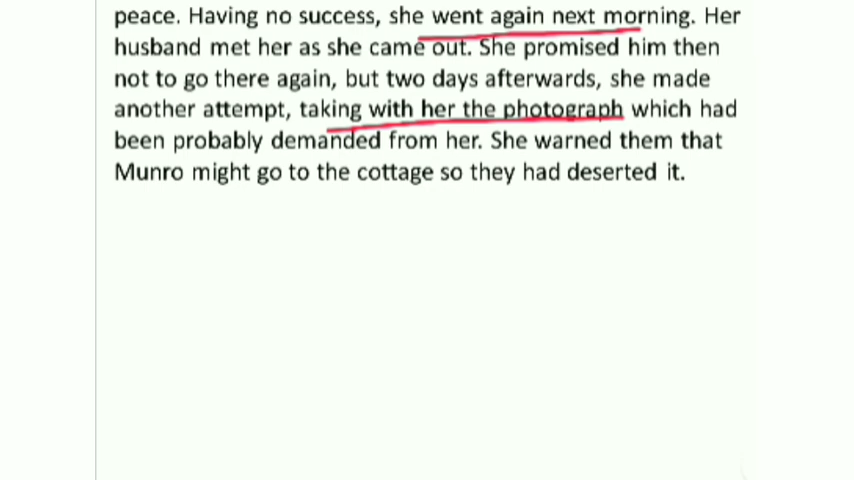 peace. Having no success, she went again next morning. Her
husband met her as she came out. She promised him then
not to go there again, but two days afterwards, she made
another attempt, taking with her the photograph which had
been probably demanded from her. She warned them that
Munro might go to the cottage so they had deserted it.